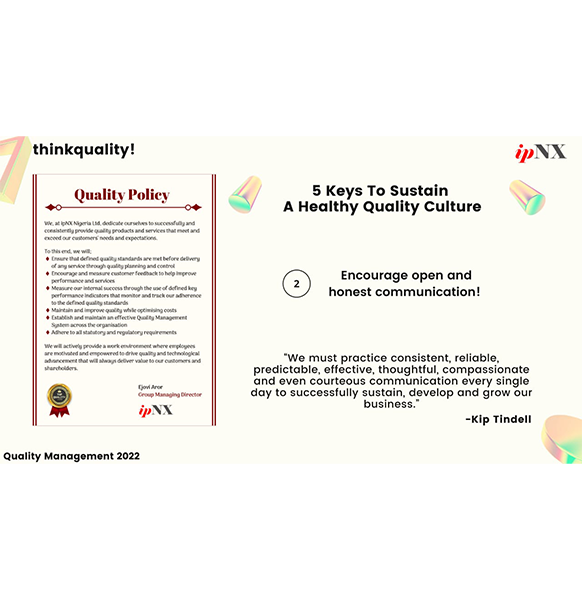 thinkquality!
ipNX
Quality Policy
We, at ipNX Nigeria Ltd, dedicate ourselves to successfully and
consistently provide quality products and services that meet and
exceed our customers' needs and expectations.
To this end, we will;
Ensure that defined quality standards are met before delivery
of any service through quality planning and control
Encourage and measure customer feedback to help improve
performance and services
Measure our internal success through the use of defined key
performance indicators that monitor and track our adherence
to the defined quality standards
Maintain and improve quality while optimising costs
Establish and maintain an effective Quality Management
System across the organisation
Adhere to all statutory and regulatory requirements
We will actively provide a work environment where employees
are motivated and empowered to drive quality and technological
advancement that will always deliver value to our customers and
shareholders.
Ejovi Aror
Group Managing Director
ipNX
5 Keys To Sustain
A Healthy Quality Culture
2
Encourage open and
honest communication!
"We must practice consistent, reliable,
predictable, effective, thoughtful, compassionate
and even courteous communication every single
day to successfully sustain, develop and grow our
business."
-Kip Tindell
Quality Management 2022